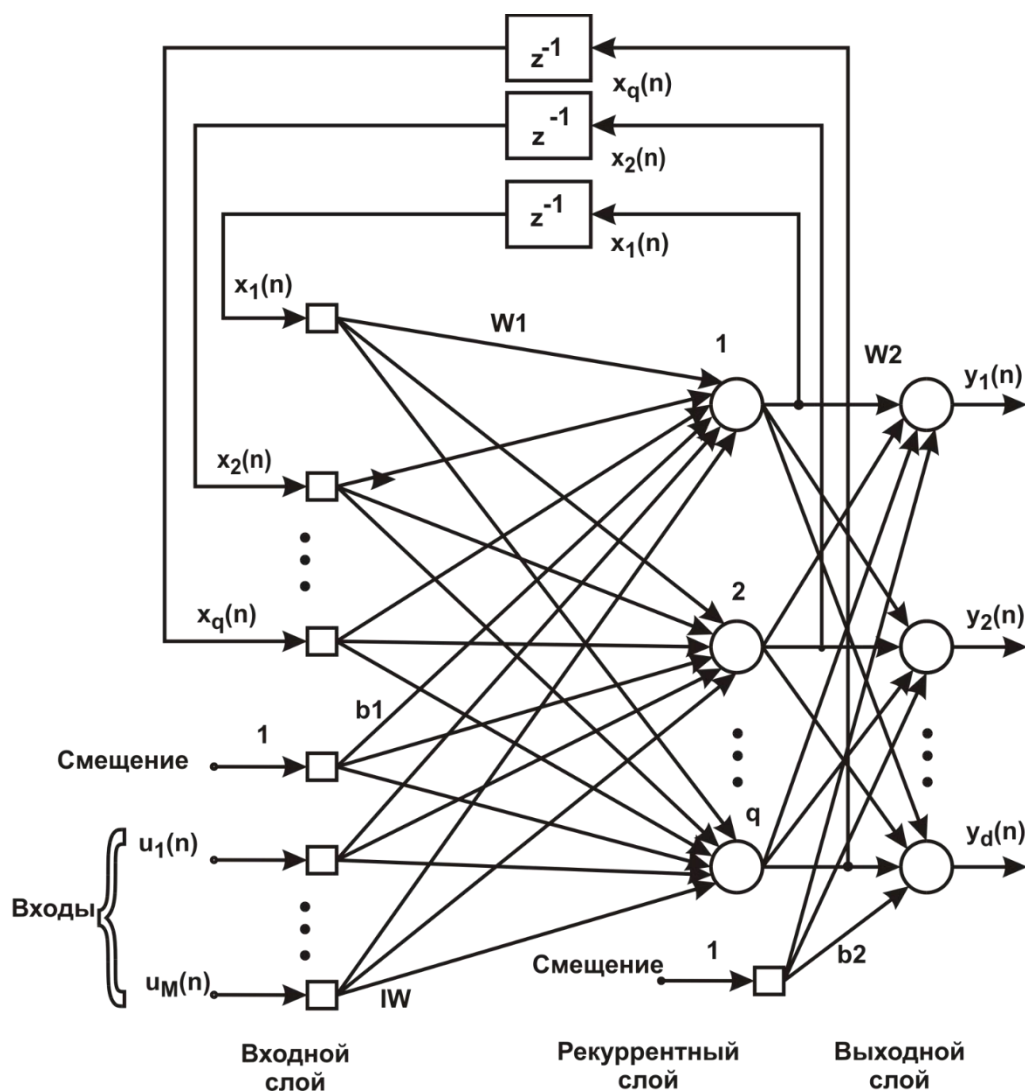 z-1
xq(n)
z-1
x2(n)
z-1
x1(n)
x1(n)
W1
1
W2
y1(n)
x2(n)
xq(n)
2
y2(n)
b1
Смещение
1
q
u1(n)
yd(n)
Входы
uM(n)
IW
Смещение
1
b2
Входной
слой
Рекуррентный
слой
Выходной
слой